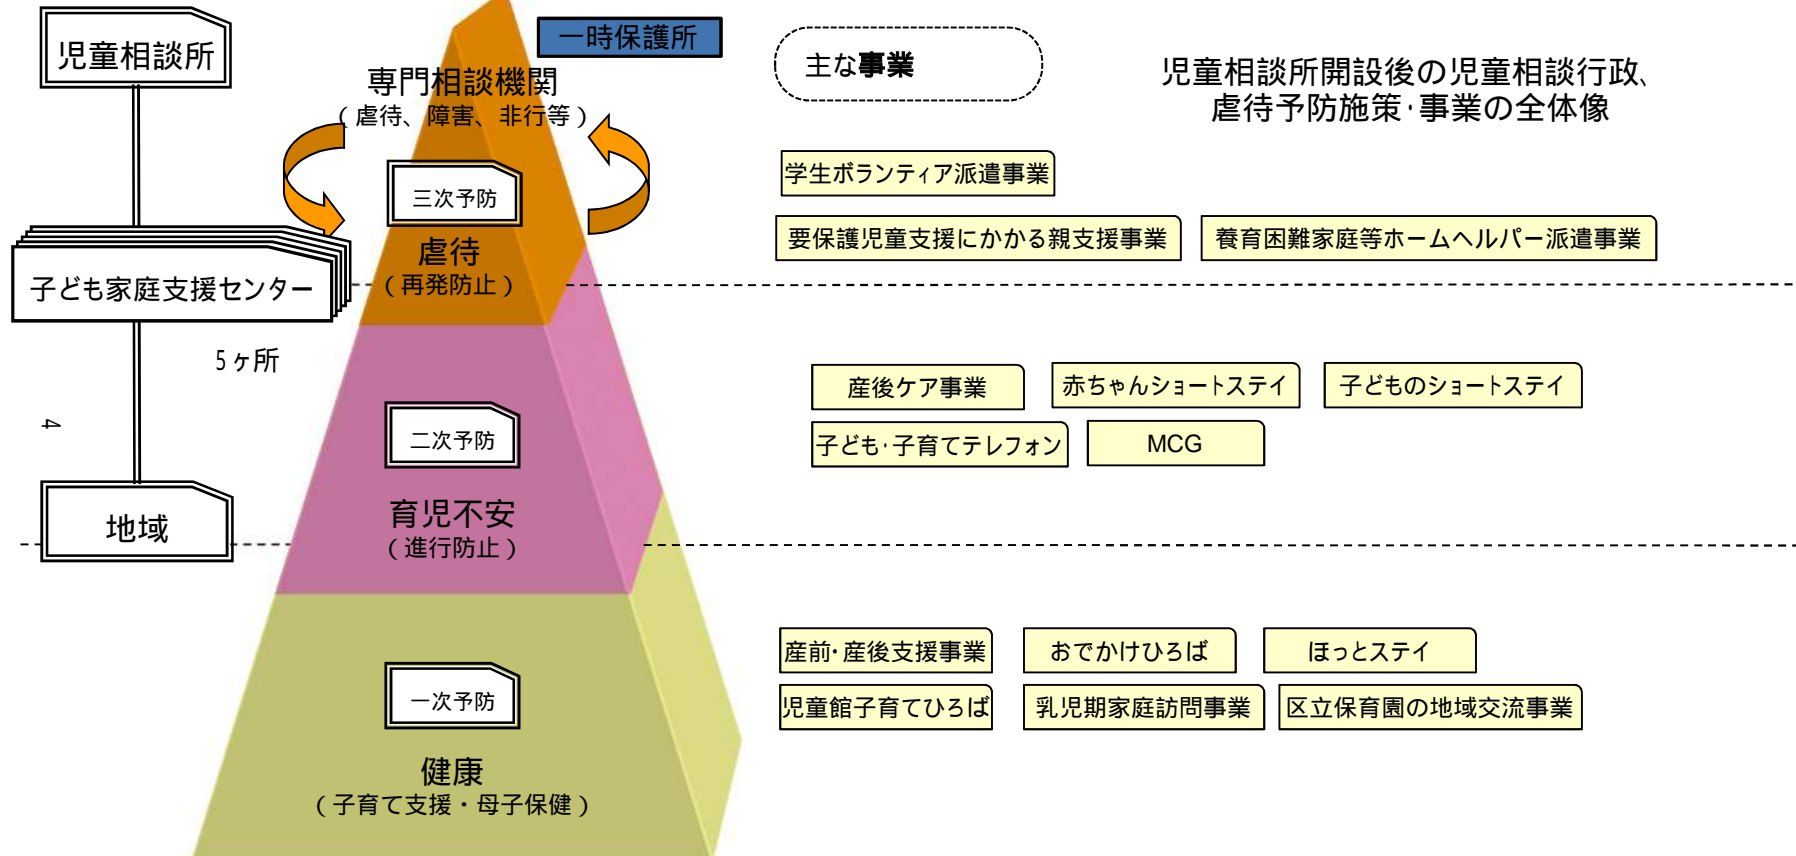 児童相談所
一時保護所
主な事業
児童相談所開設後の児童相談行政、
虐待予防施策・事業の全体像
専門相談機関
（虐待、障害、非行等）
学生ボランティア派遣事業
三次予防
要保護児童支援にかかる親支援事業
養育困難家庭等ホームヘルパー派遣事業
虐待
（再発防止）
子ども家庭支援センター
5ヶ所
産後ケア事業
赤ちゃんショートステイ
子どものショートステイ
4
二次予防
子ども・子育てテレフォン
MCG
地域
育児不安
（進行防止）
産前・産後支援事業
おでかけひろば
ほっとステイ
一次予防
児童館子育てひろば
乳児期家庭訪問事業
区立保育園の地域交流事業
健康
（子育て支援・母子保健）